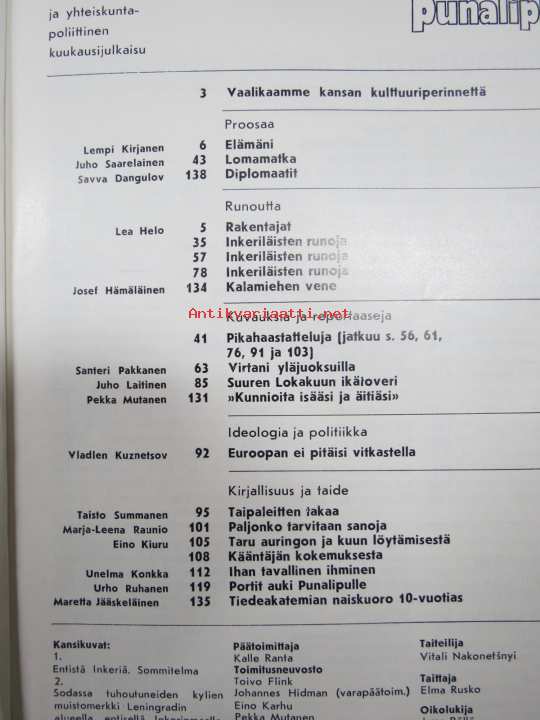 ja yhteiskunta-
poliittinen
kuukausijulkaisu
3 Vaalikaamme kansan kulttuuriperinnettä
Proosaa
Lempi Kirjanen 6 Elämäni
Juho Saarelainen 43 Lomamatka
Savva Dangulov 138 Diplomaatit
Runoutta
Lea Helo 5 Rakentajat
35 Inkeriläisten runoja
57 Inkeriläisten runoja
78 Inkeriläisten runoja
Josef Hämäläinen 134 Kalamiehen vene
Antikvariaatti.net
Kuvauksia ja reportaaseja
41 Pikahaastatteluja (jatkuu s. 56, 61,
76, 91 ja 103)
Santeri Pakkanen 63 Virtani yläjuoksuilla
Juho Laitinen 85 Suuren Lokakuun ikätoveri
Pekka Mutanen 131 »Kunnioita isääsi ja äitiäsi»
Ideologia ja politiikka
Vladlen Kuznetsov 92 Euroopan ei pitäisi vitkastella
Kirjallisuus ja taide
Taisto Summanen 95 Taipaleitten takaa
Marja-Leena Raunio 101 Paljonko tarvitaan sanoja
Eino Kiuru 105 Taru auringon ja kuun löytämisestä
108 Kääntäjän kokemuksesta
Unelma Konkka 112 Ihan tavallinen ihminen
Urho Ruhanen 119 Portit auki Punalipulle
Maretta Jääskeläinen 135 Tiedeakatemian naiskuoro 10-vuotias
Kansikuvat:
1.
Entistä Inkeriä. Sommitelma
2.
Sodassa tuhoutuneiden kylien
muistomerkki Leningradin
Päätoimittaja
Kalle Ranta
Toimitusneuvosto
Toivo Flink
Johannes Hidman (varapäätoim.)
Eino Karhu
Pekka Mutanen
Taiteilija
Vitali Nakonetšnyi
Taittaja
Elma Rusko
Oikolukija